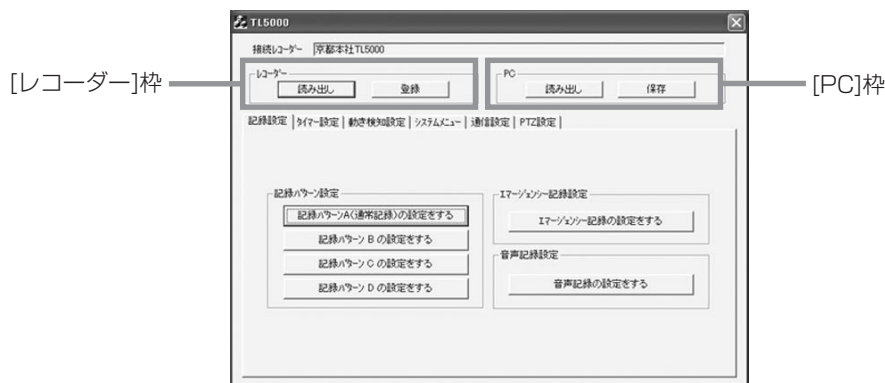 TL5000
接続レコーダー 京都本社TL5000
[レコーダー]枠
レコーダー
読み出し 登録
PC
読み出し 保存
[PC]枠
記録設定 タイマー設定 動き検知設定 システムメニュー 通信設定 PTZ設定
記録パターン設定
記録パターンA(通常記録)の設定をする
記録パターン B の設定をする
記録パターン C の設定をする
記録パターン D の設定をする
エマージェンシー記録設定
エマージェンシー記録の設定をする
音声記録設定
音声記録の設定をする